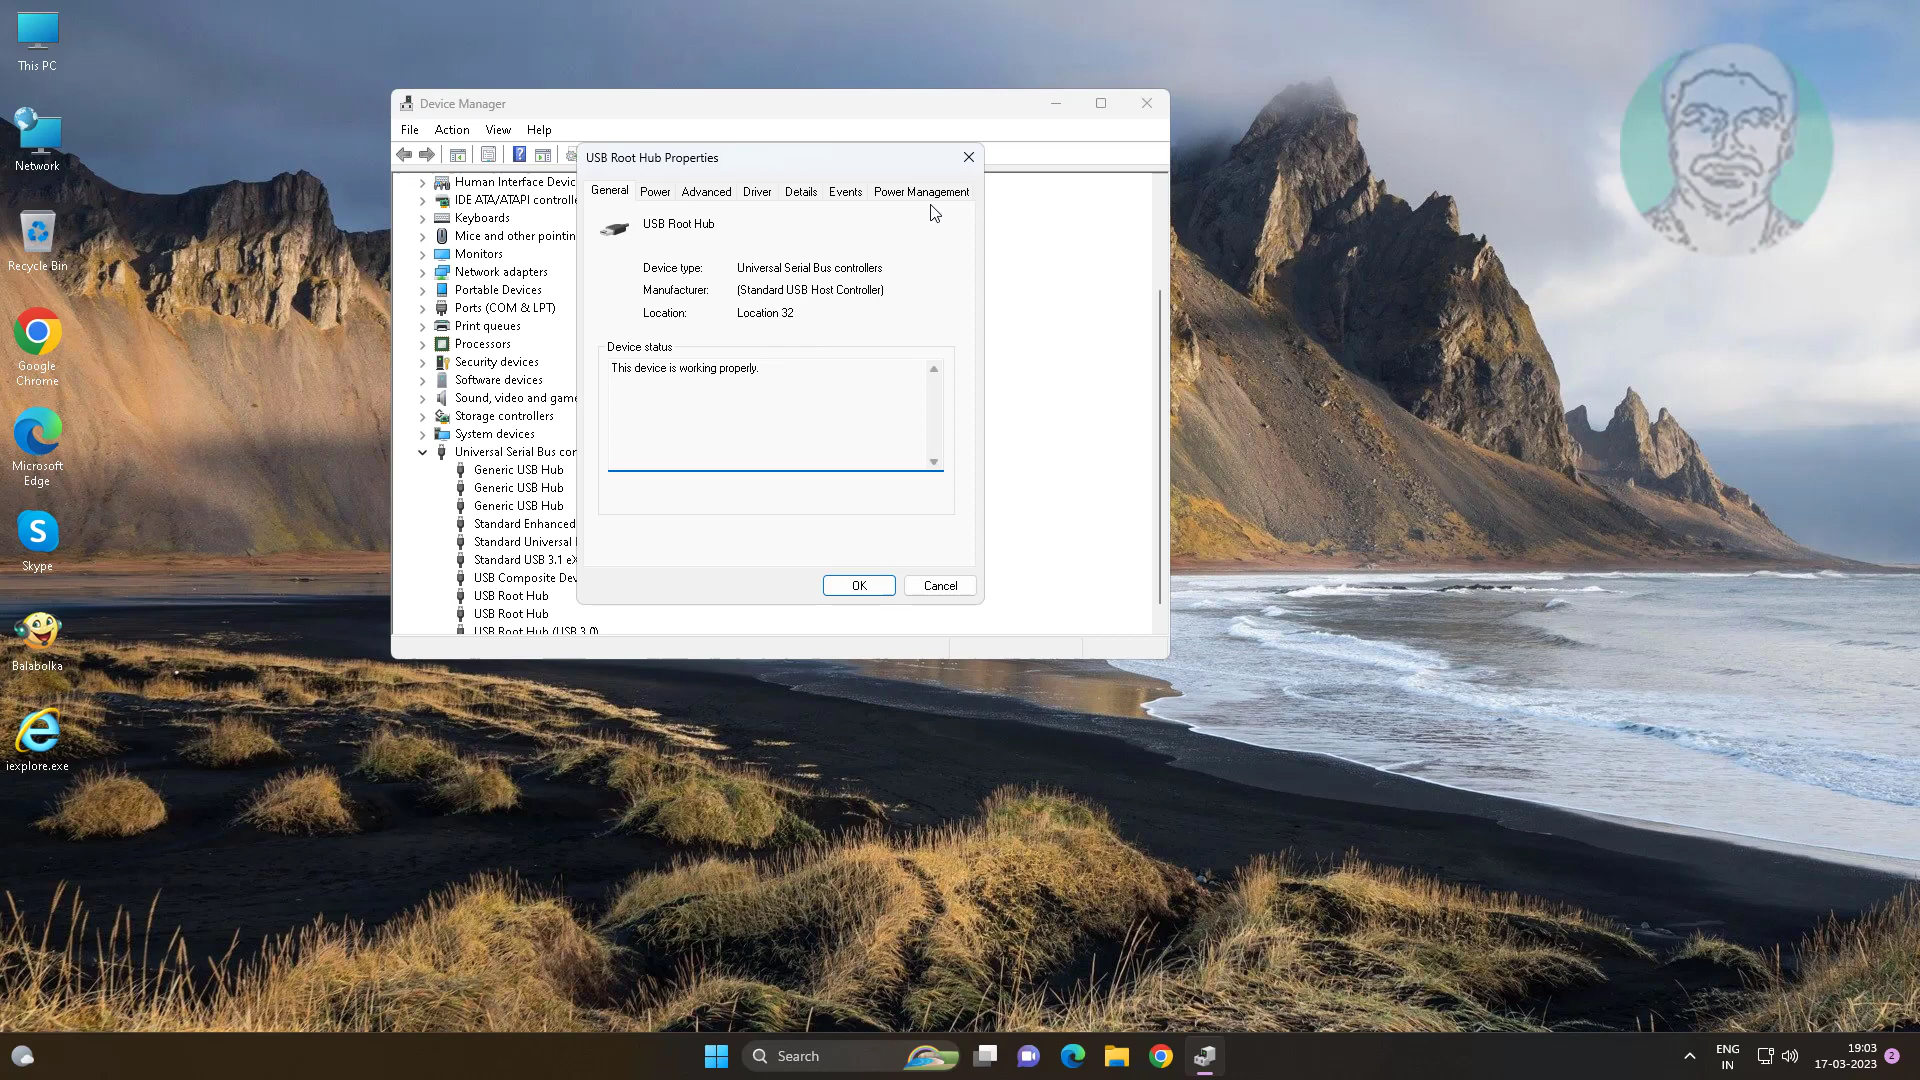 This PC
Network
Recycle Bin
Google
Chrome
Microsoft
Edge
Skype
Balabolka
iexplore.exe
Device Manager
File Action View Help
Human Interface Devic
IDE ATA/ATAPI controlle
Keyboards
Mice and other pointin
Monitors
Network adapters
Portable Devices
Ports (COM & LPT)
Print queues
Processors
Security devices
Software devices
Sound, video and game
Storage controllers
System devices
Universal Serial Bus con
Generic USB Hub
Generic USB Hub
Generic USB Hub
Standard Enhanced
Standard Universal
Standard USB 3.1 eX
USB Composite Dev
USB Root Hub
USB Root Hub
USB Root Hub (USB 3.0)
USB Root Hub Properties
General Power Advanced Driver Details Events Power Management
USB Root Hub
Device type: Universal Serial Bus controllers
Manufacturer: (Standard USB Host Controller)
Location: Location 32
Device status
This device is working properly.
OK Cancel
Search
ENG
IN
19:03
17-03-2023
2